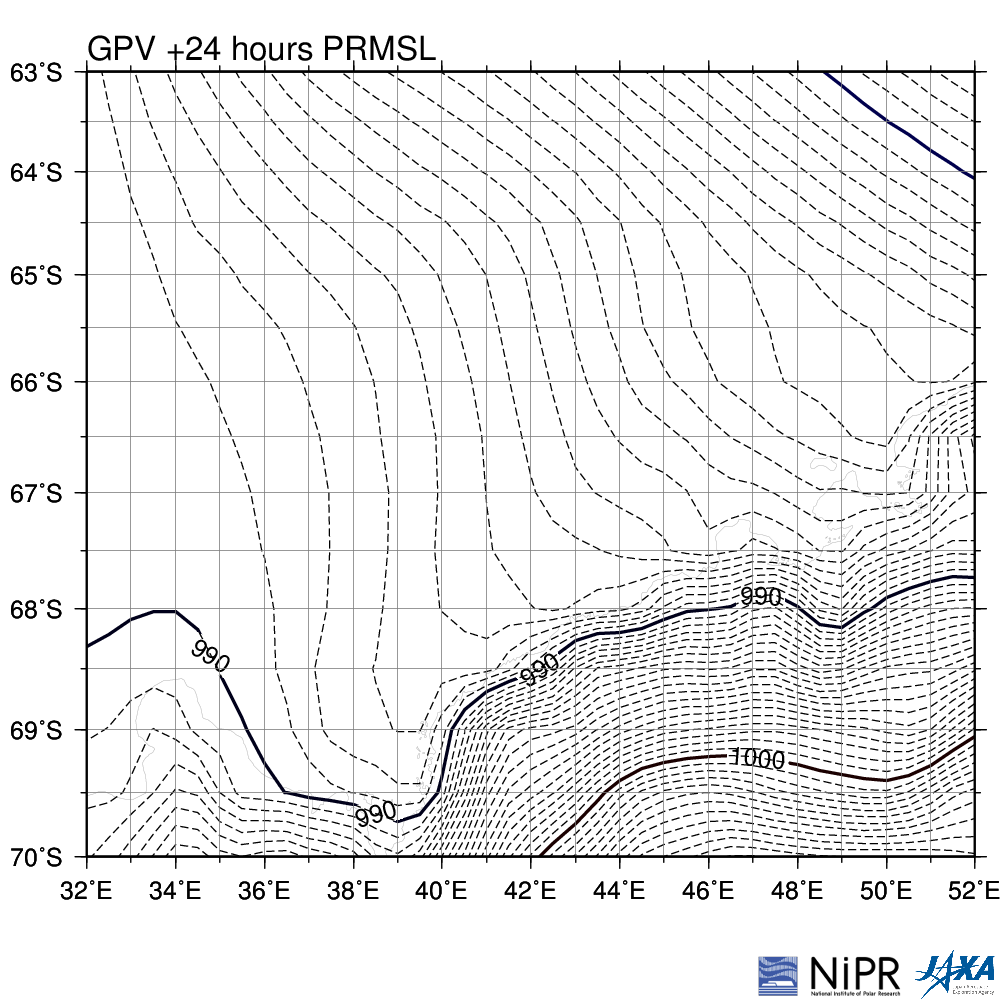 GPV +24 hours PRMSL
63°S
64°S
65°S
66°S
67°S
68°S
69°S
70°S
990
990
990
990
1000
32°E 34°E 36°E 38°E 40°E 42°E 44°E 46°E 48°E 50°E 52°E
NiPR
National Institute of Polar Research
JAXA
Japan Aerospace
Exploration Agency